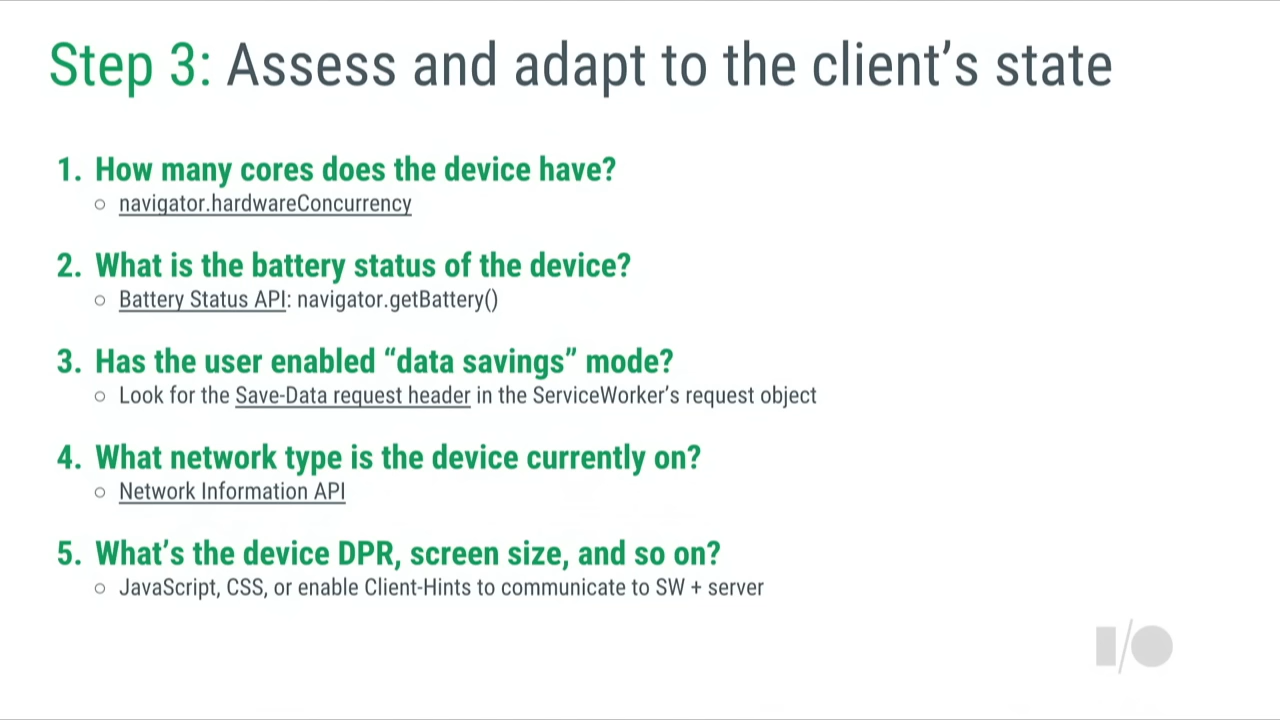 Step 3: Assess and adapt to the client’s state
1. How many cores does the device have?
○ navigator.hardwareConcurrency
2. What is the battery status of the device?
○ Battery Status API: navigator.getBattery()
3. Has the user enabled “data savings” mode?
○ Look for the Save-Data request header in the ServiceWorker’s request object
4. What network type is the device currently on?
○ Network Information API
5. What’s the device DPR, screen size, and so on?
○ JavaScript, CSS, or enable Client-Hints to communicate to SW + server
I/O